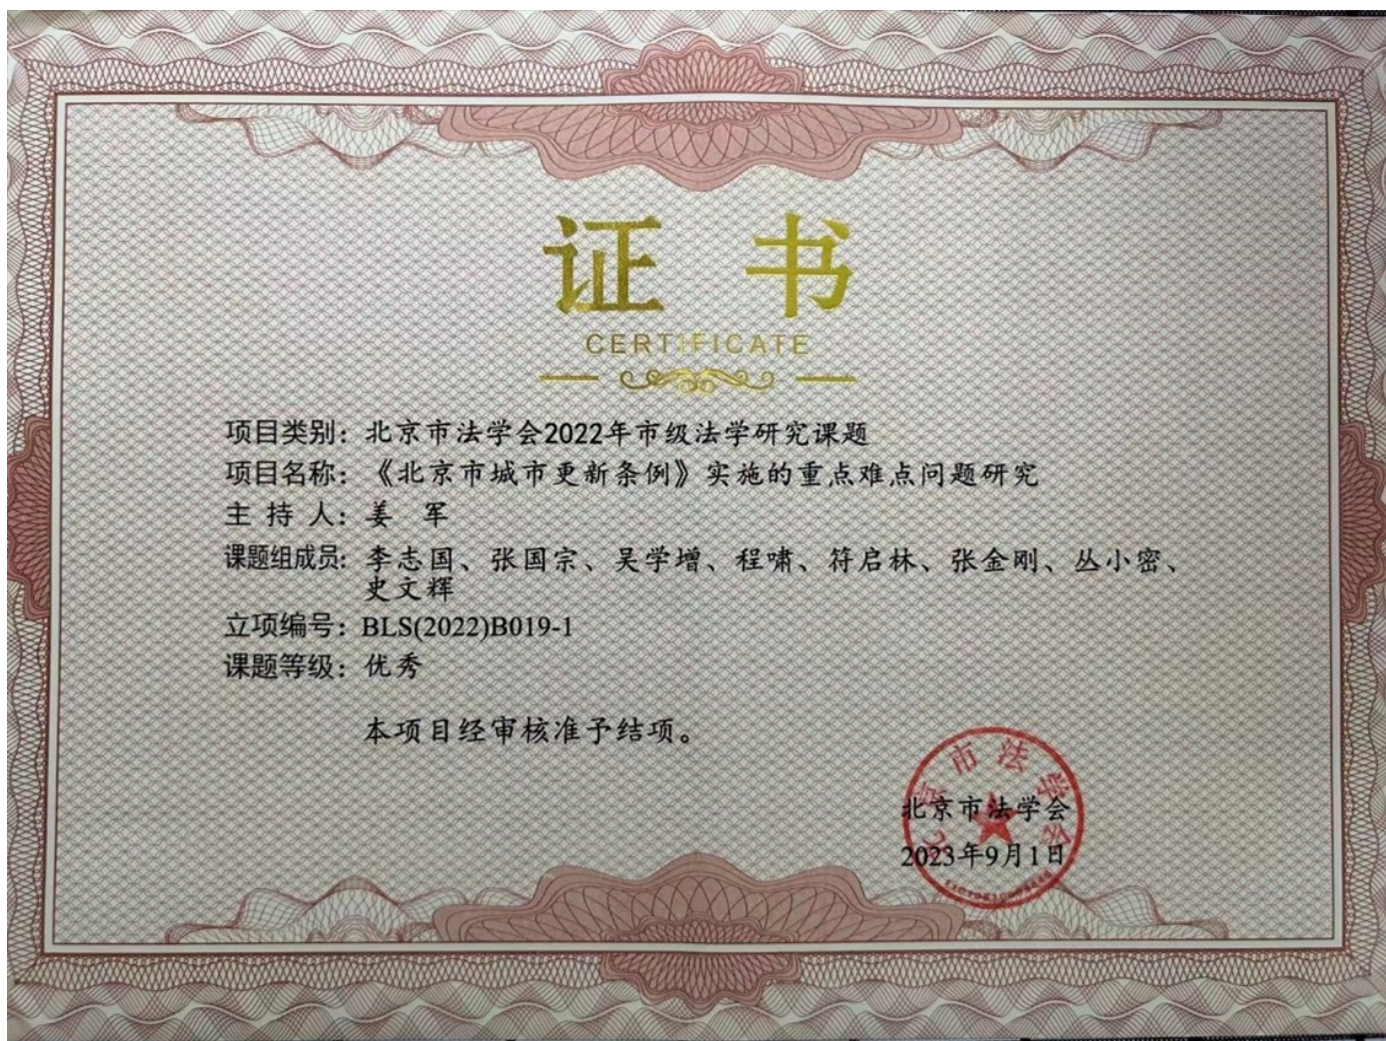 证 书
CERTIFICATE
项目类别：北京市法学会2022年市级法学研究课题
项目名称：《北京市城市更新条例》实施的重点难点问题研究
主 持 人：姜 军
课题组成员：李志国、张国宗、吴学增、程啸、符启林、张金刚、丛小密、
史文辉
立项编号：BLS(2022)B019-1
课题等级：优秀
本项目经审核准予结项。
北京市法学会
北京市法学会
2023年9月1日